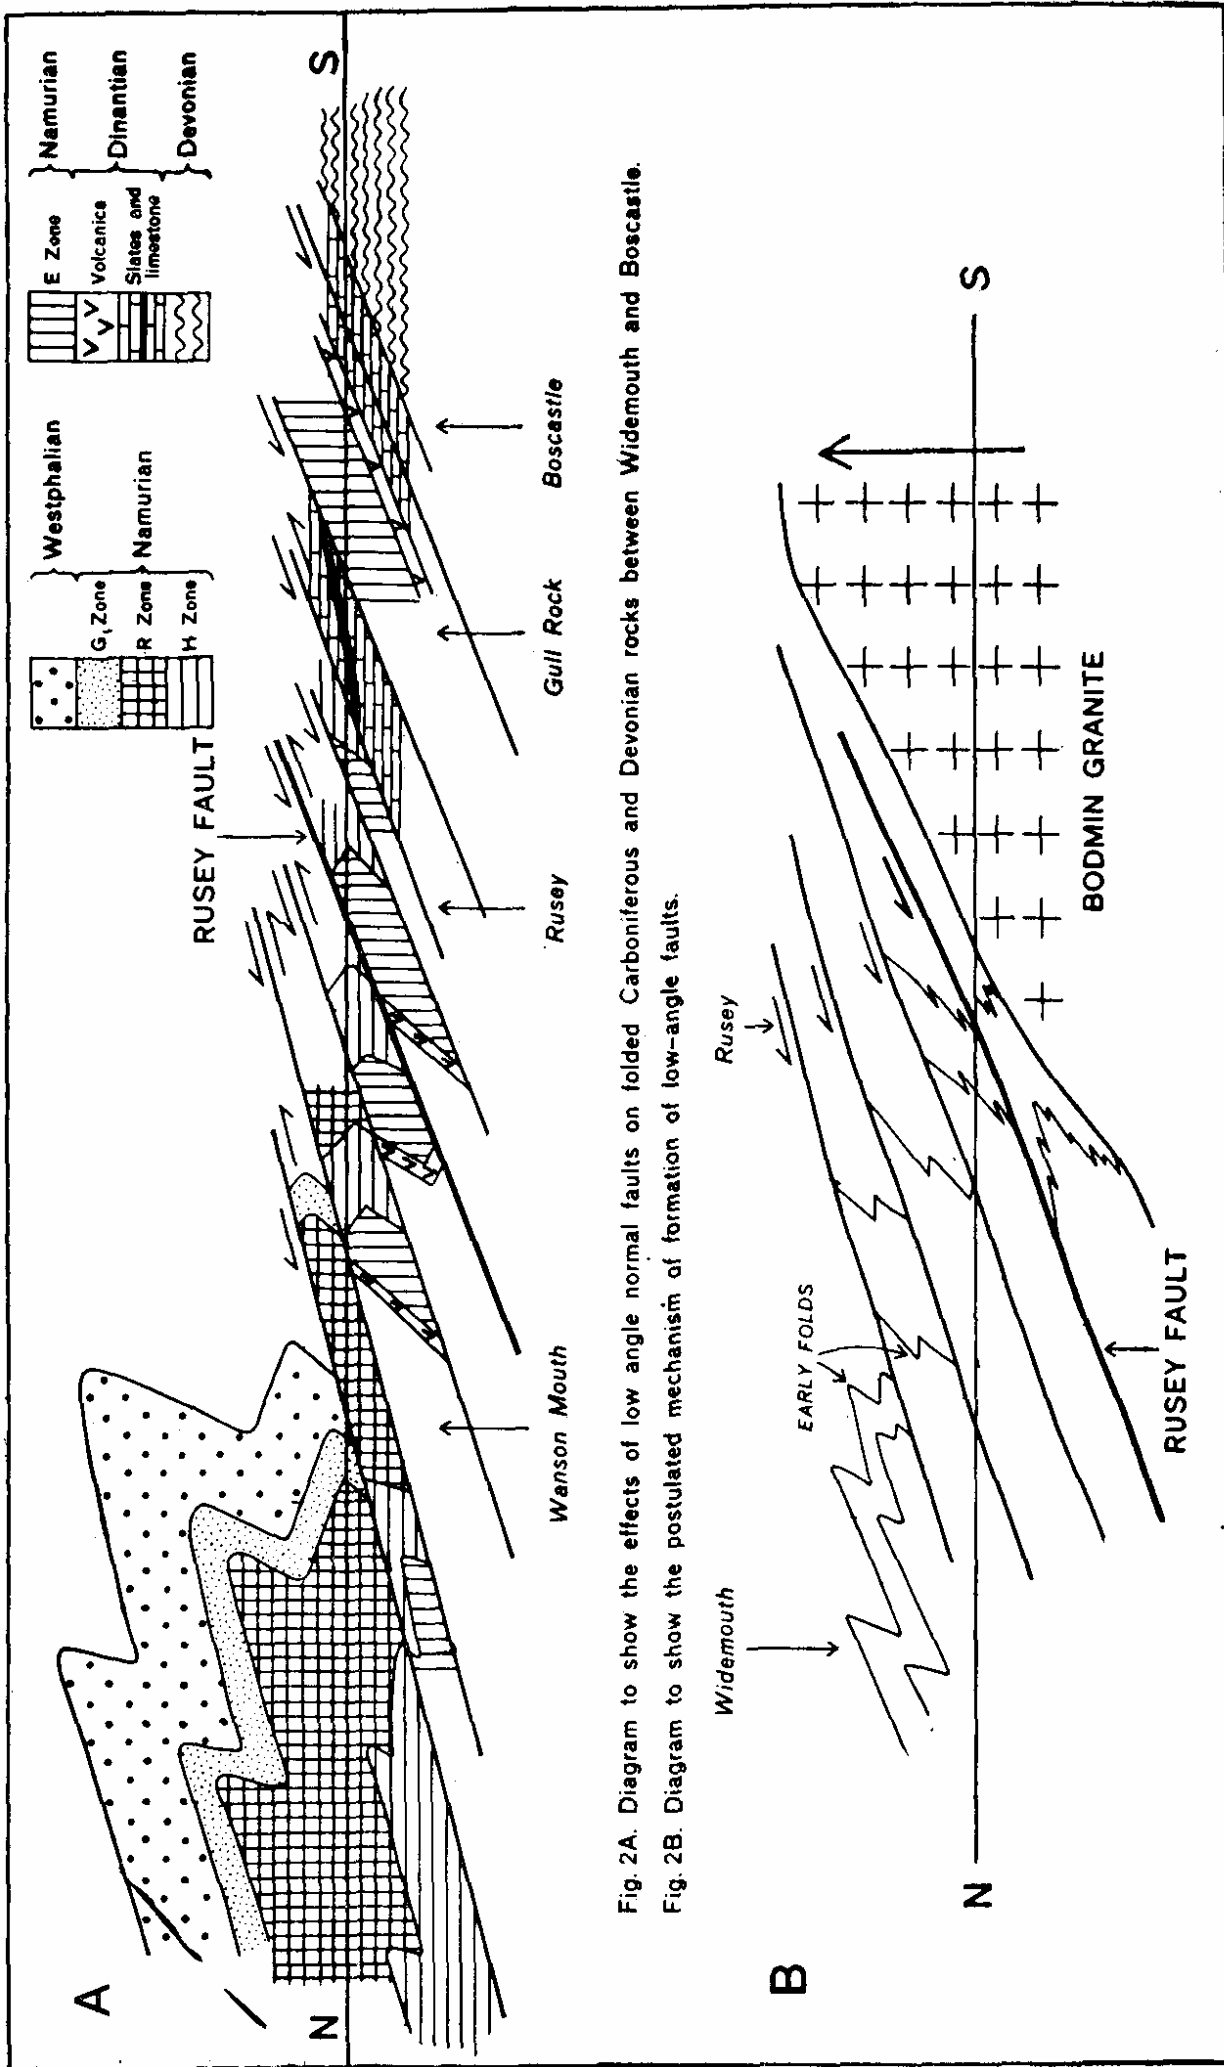 A
Westphalian
G₁ Zone
R Zone
Namurian
H Zone
E Zone
Namurian
Volcanics
Dinantian
Slates and
limestone
Devonian
RUSEY FAULT
N
S
Wanson Mouth
Rusey
Gull Rock
Boscastle
Fig. 2A. Diagram to show the effects of low angle normal faults on folded Carboniferous and Devonian rocks between Widemouth and Boscastle.
Fig. 2B. Diagram to show the postulated mechanism of formation of low-angle faults.
B
Widemouth
Rusey
EARLY FOLDS
N
S
RUSEY FAULT
BODMIN GRANITE